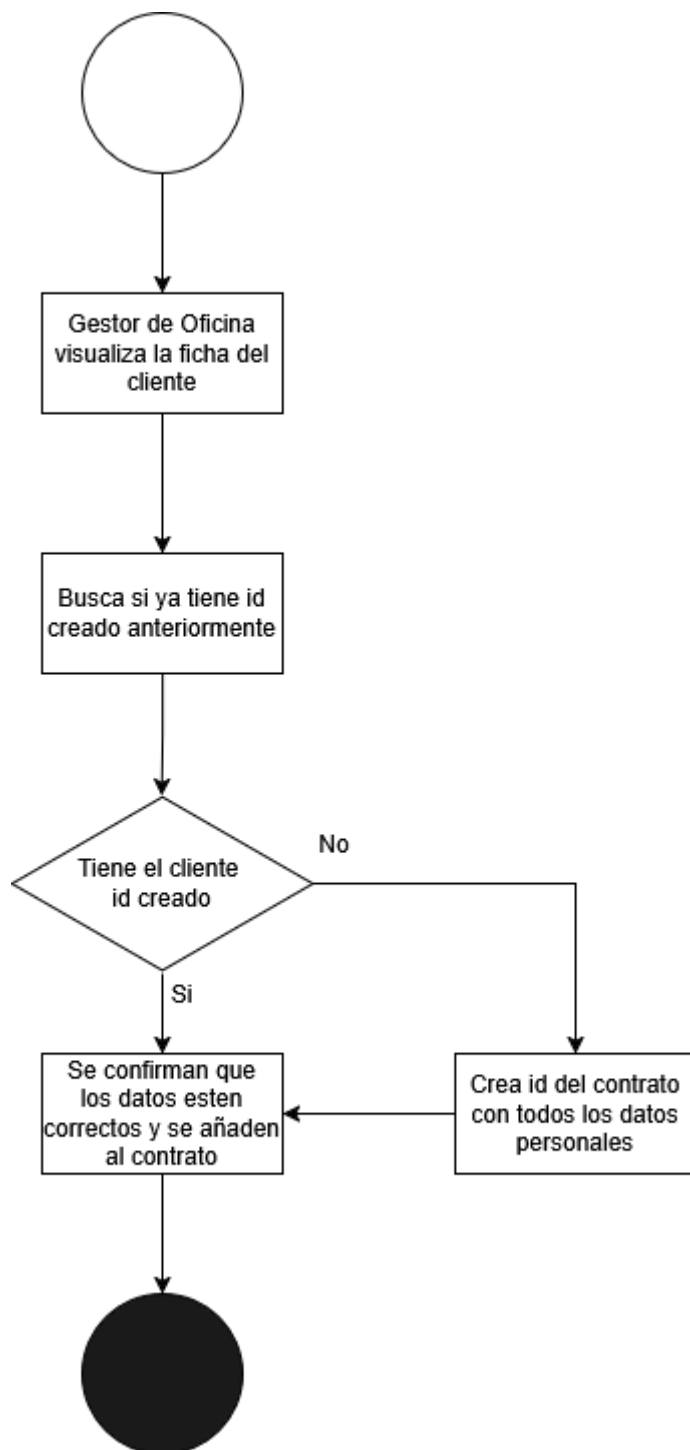 Gestor de Oficina
visualiza la ficha del
cliente
Busca si ya tiene id
creado anteriormente
Tiene el cliente
id creado
No
Si
Se confirman que
los datos esten
correctos y se añaden
al contrato
Crea id del contrato
con todos los datos
personales